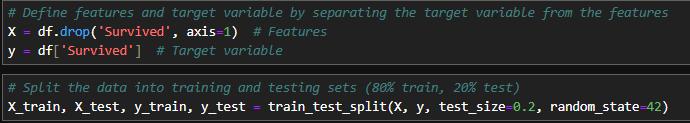 # Define features and target variable by separating the target variable from the features
X = df.drop('Survived', axis=1)  # Features
y = df['Survived']  # Target variable
# Split the data into training and testing sets (80% train, 20% test)
X_train, X_test, y_train, y_test = train_test_split(X, y, test_size=0.2, random_state=42)